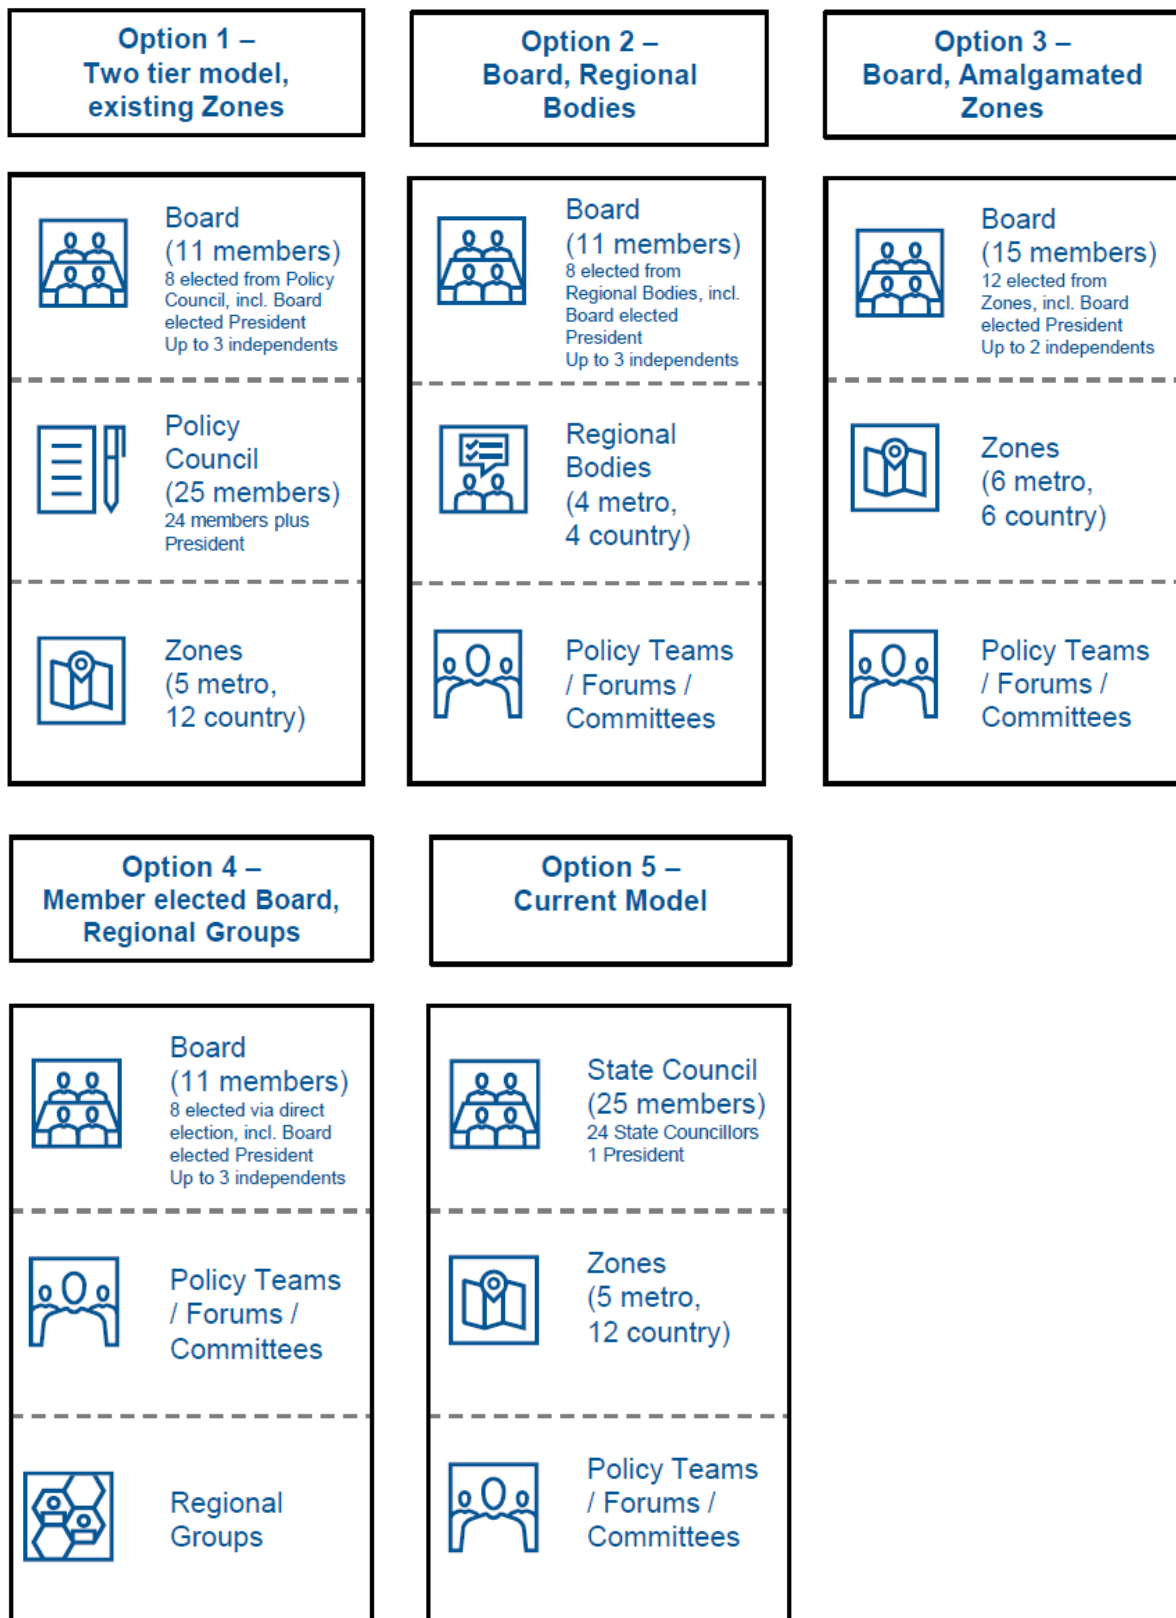 Option 1 –
Two tier model,
existing Zones
Board
(11 members)
8 elected from Policy
Council, incl. Board
elected President
Up to 3 independents
Policy
Council
(25 members)
24 members plus
President
Zones
(5 metro,
12 country)
Option 2 –
Board, Regional
Bodies
Board
(11 members)
8 elected from
Regional Bodies, incl.
Board elected
President
Up to 3 independents
Regional
Bodies
(4 metro,
4 country)
Policy Teams
/ Forums /
Committees
Option 3 –
Board, Amalgamated
Zones
Board
(15 members)
12 elected from
Zones, incl. Board
elected President
Up to 2 independents
Zones
(6 metro,
6 country)
Policy Teams
/ Forums /
Committees
Option 4 –
Member elected Board,
Regional Groups
Board
(11 members)
8 elected via direct
election, incl. Board
elected President
Up to 3 independents
Policy Teams
/ Forums /
Committees
Regional
Groups
Option 5 –
Current Model
State Council
(25 members)
24 State Councillors
1 President
Zones
(5 metro,
12 country)
Policy Teams
/ Forums /
Committees